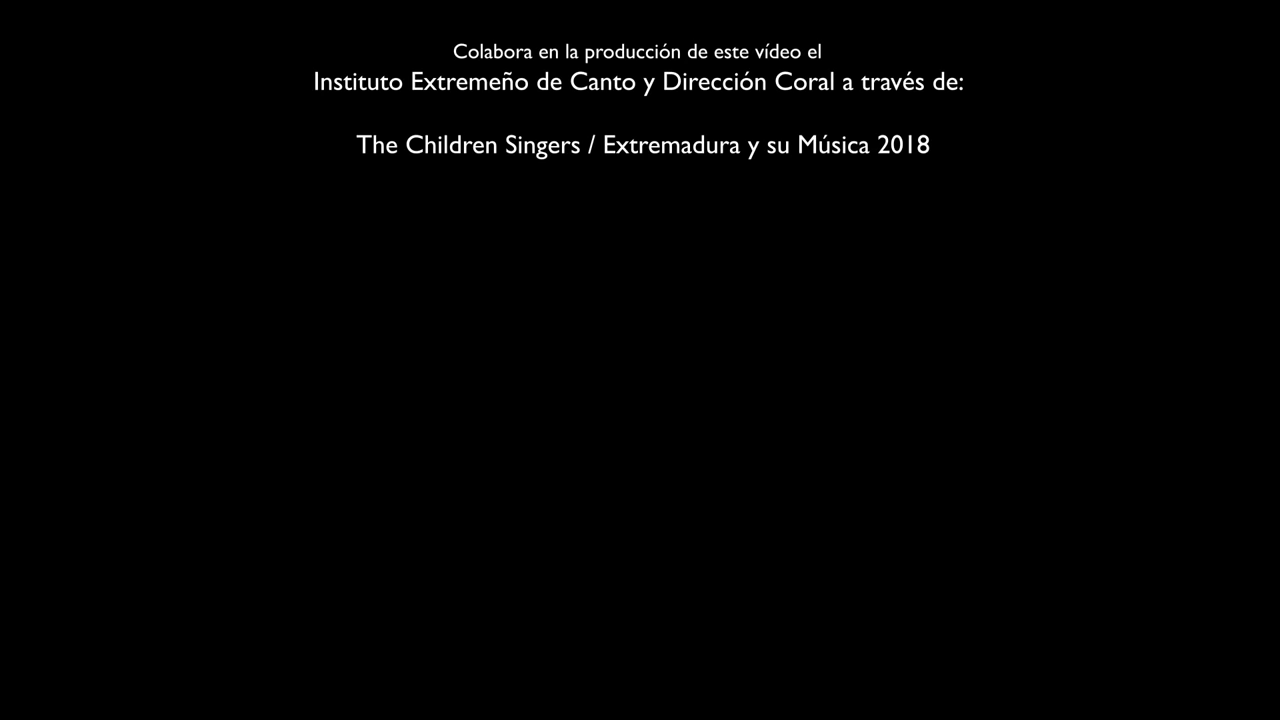 Colabora en la producción de este vídeo el
Instituto Extremeño de Canto y Dirección Coral a través de:
The Children Singers / Extremadura y su Música 2018